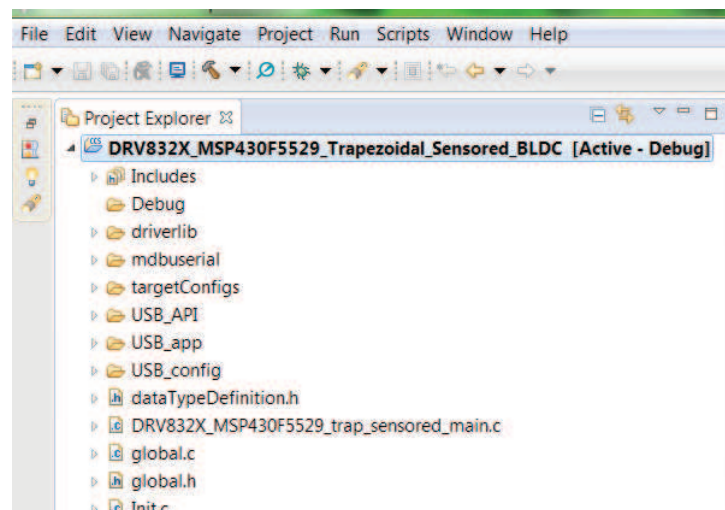 File Edit View Navigate Project Run Scripts Window Help
Project Explorer
DRV832X_MSP430F5529_Trapezoidal_Sensored_BLDC [Active - Debug]
Includes
Debug
driverlib
mdbuserial
targetConfigs
USB_API
USB_app
USB_config
dataTypeDefinition.h
DRV832X_MSP430F5529_trap_sensored_main.c
global.c
global.h
Init.c